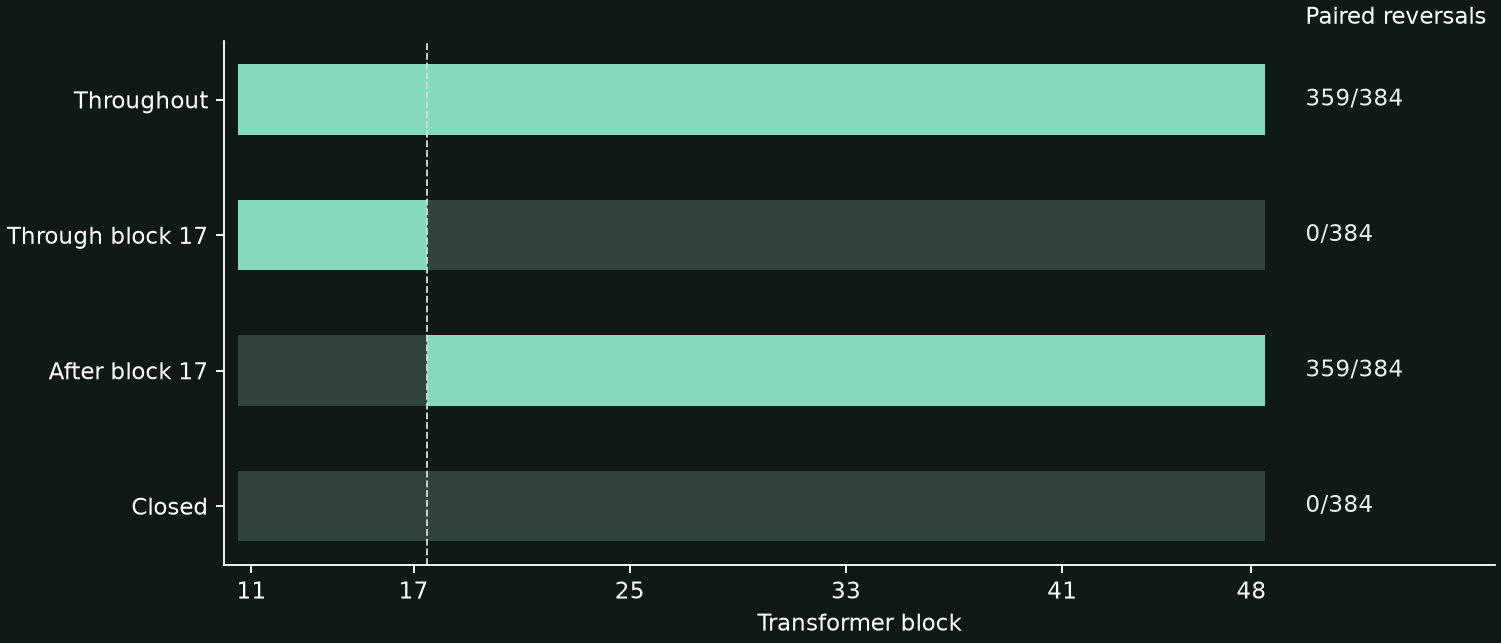 Paired reversals
Throughout
359/384
Through block 17
0/384
After block 17
359/384
Closed
0/384
11 17 25 33 41 48
Transformer block